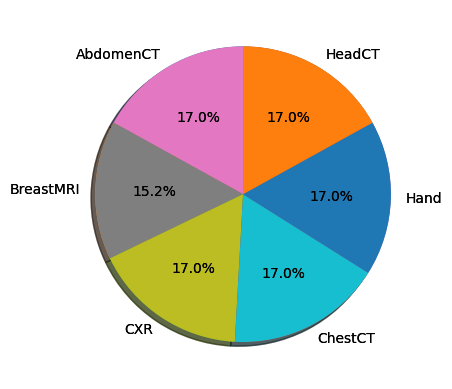 AbdomenCT
HeadCT
17.0%
17.0%
BreastMRI
15.2%
17.0%
Hand
17.0%
17.0%
CXR
ChestCT